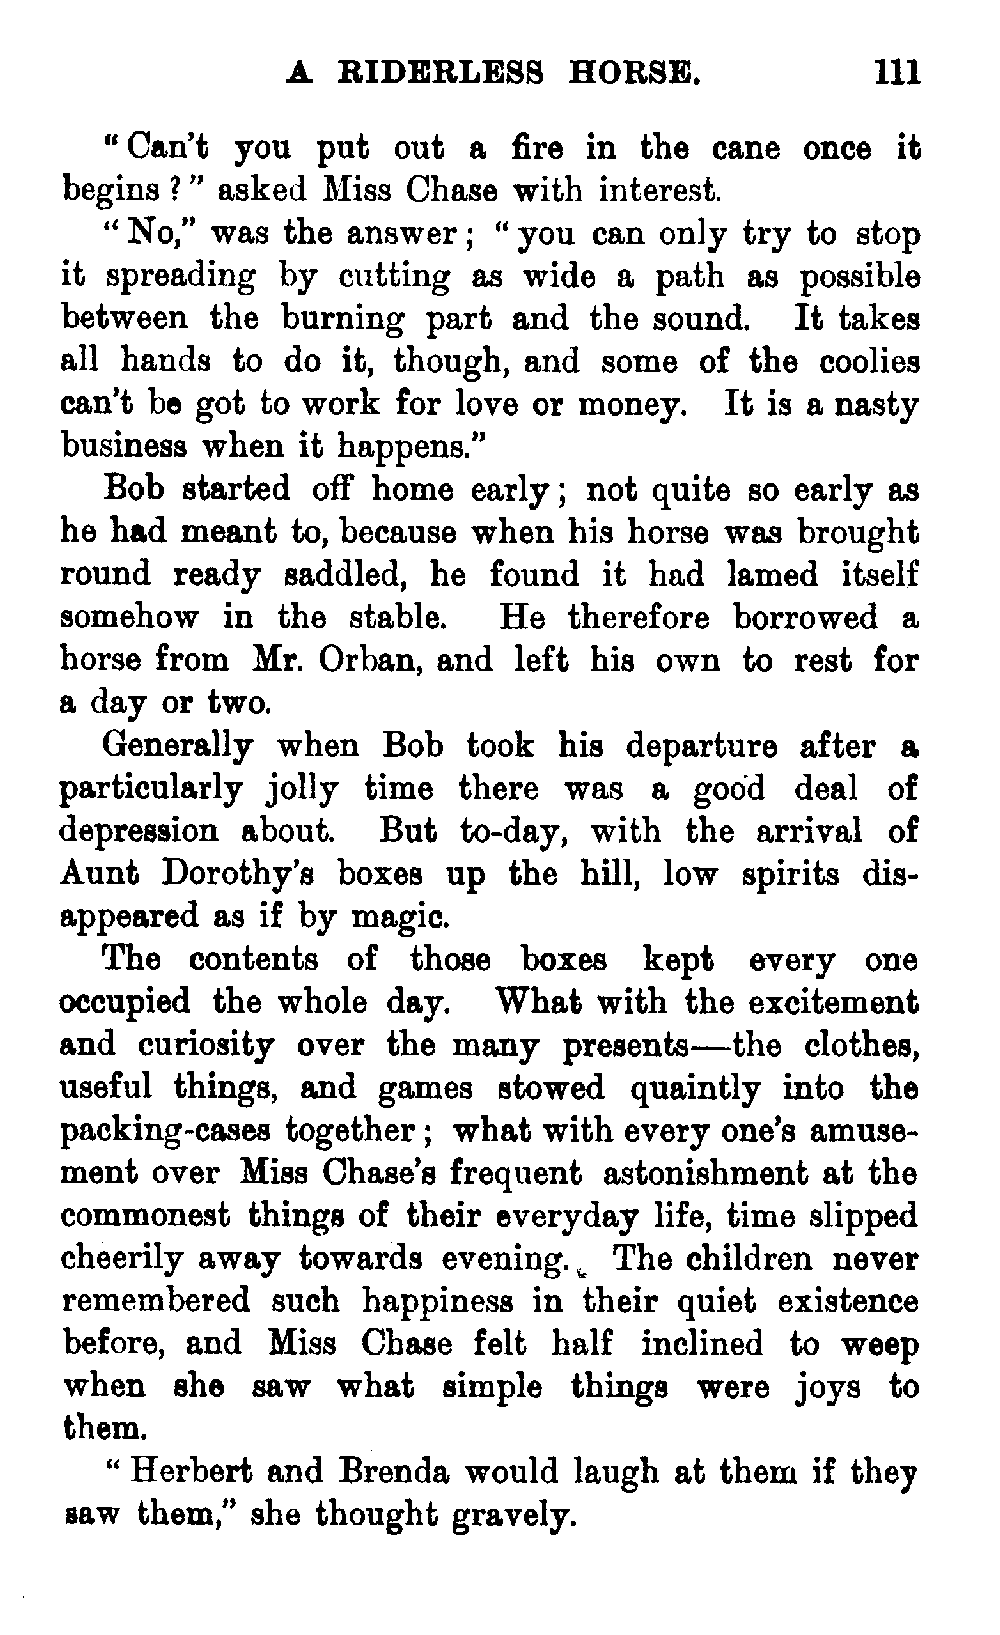 A RIDERLESS HORSE. 111
"Can't you put out a fire in the cane once it
begins?" asked Miss Chase with interest.
"No," was the answer; "you can only try to stop
it spreading by cutting as wide a path as possible
between the burning part and the sound. It takes
all hands to do it, though, and some of the coolies
can't be got to work for love or money. It is a nasty
business when it happens."
Bob started off home early; not quite so early as
he had meant to, because when his horse was brought
round ready saddled, he found it had lamed itself
somehow in the stable. He therefore borrowed a
horse from Mr. Orban, and left his own to rest for
a day or two.
Generally when Bob took his departure after a
particularly jolly time there was a good deal of
depression about. But to-day, with the arrival of
Aunt Dorothy's boxes up the hill, low spirits dis-
appeared as if by magic.
The contents of those boxes kept every one
occupied the whole day. What with the excitement
and curiosity over the many presents—the clothes,
useful things, and games stowed quaintly into the
packing-cases together; what with every one's amuse-
ment over Miss Chase's frequent astonishment at the
commonest things of their everyday life, time slipped
cheerily away towards evening. The children never
remembered such happiness in their quiet existence
before, and Miss Chase felt half inclined to weep
when she saw what simple things were joys to
them.
"Herbert and Brenda would laugh at them if they
saw them," she thought gravely.